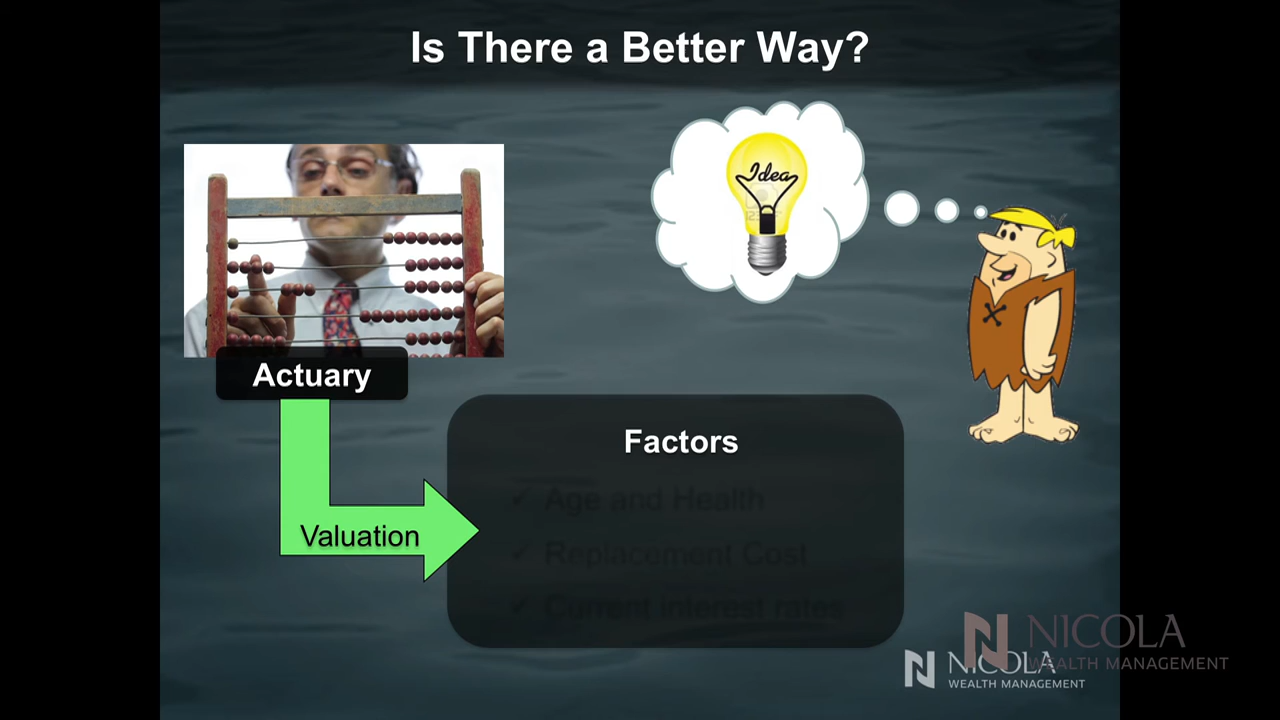 Is There a Better Way?
Idea
Actuary
Valuation
Factors
✓ Age and Health
✓ Replacement Cost
✓ Current interest rates
NICOLA
WEALTH MANAGEMENT
NICOLA
WEALTH MANAGEMENT